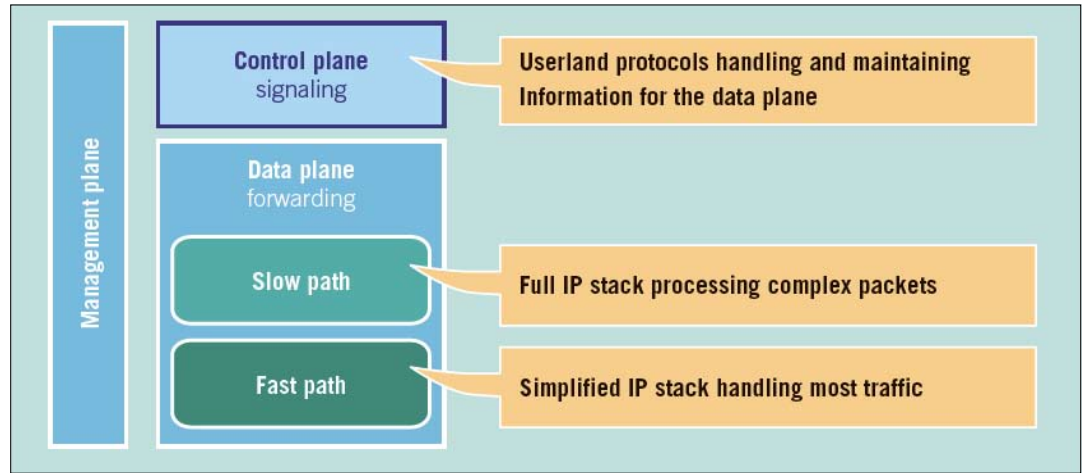 Management plane
Control plane
signaling
Userland protocols handling and maintaining
Information for the data plane
Data plane
forwarding
Slow path
Full IP stack processing complex packets
Fast path
Simplified IP stack handling most traffic